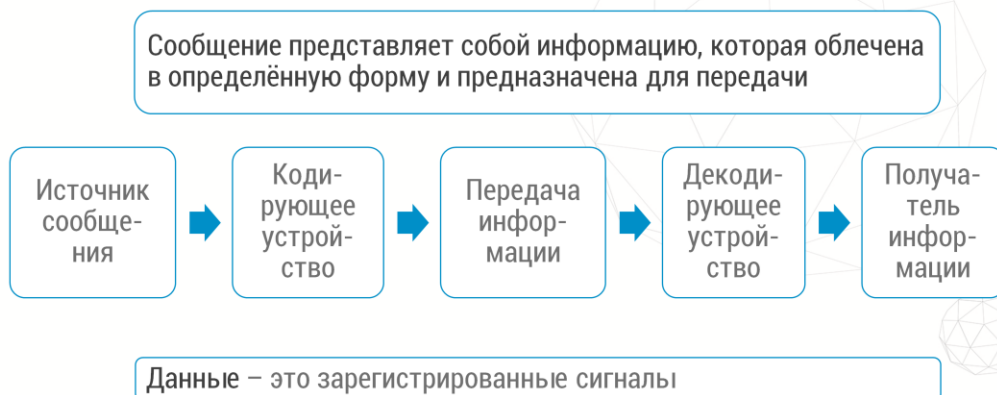 Сообщение представляет собой информацию, которая облечена
в определённую форму и предназначена для передачи
Источник
сообще-
ния
Коди-
рующее
устрой-
ство
Передача
инфор-
мации
Декоди-
рующее
устрой-
ство
Получа-
тель
инфор-
мации
Данные – это зарегистрированные сигналы